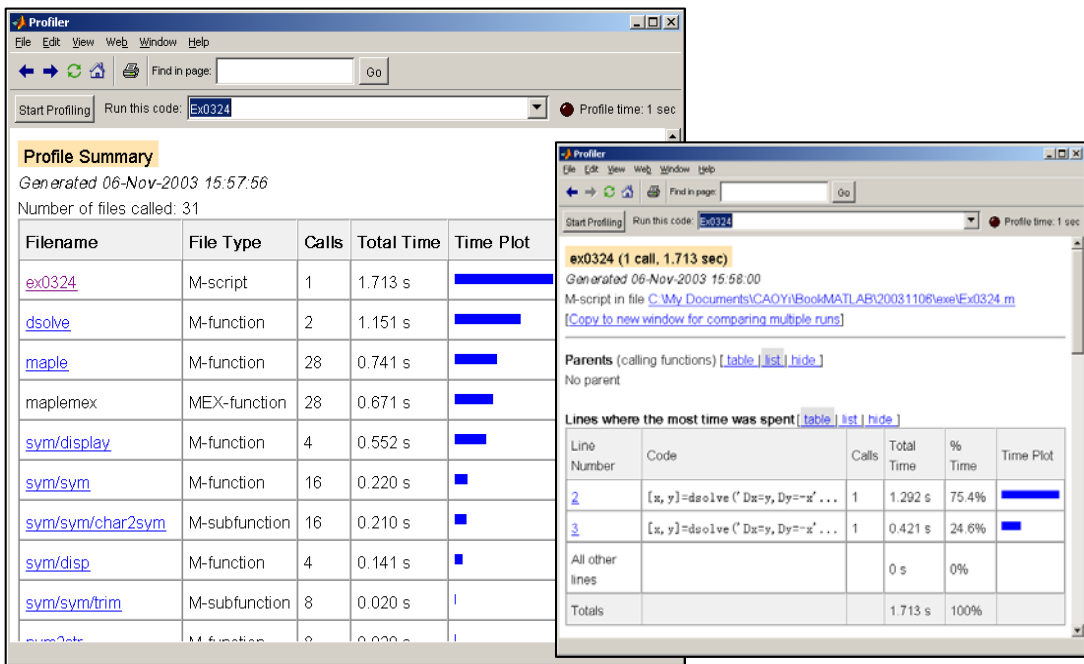 Profiler
File Edit View Web Window Help
Find in page: Go
Start Profiling Run this code: Ex0324 Profile time: 1 sec
Profile Summary
Generated 06-Nov-2003 15:57:56
Number of files called: 31
Filename File Type Calls Total Time Time Plot
ex0324 M-script 1 1.713 s
dsolve M-function 2 1.151 s
maple M-function 28 0.741 s
maplemex MEX-function 28 0.671 s
sym/display M-function 4 0.552 s
sym/sym M-function 16 0.220 s
sym/sym/char2sym M-subfunction 16 0.210 s
sym/disp M-function 4 0.141 s
sym/sym/trim M-subfunction 8 0.020 s
Profiler
File Edit View Web Window Help
Find in page: Go
Start Profiling Run this code: Ex0324 Profile time: 1 sec
ex0324 (1 call, 1.713 sec)
Generated 06-Nov-2003 15:58:00
M-script in file C:\My Documents\CAOYi\BookMATLAB\20031106\exe\Ex0324.m
[Copy to new window for comparing multiple runs]
Parents (calling functions) [ table | list | hide ]
No parent
Lines where the most time was spent [ table | list | hide ]
Line Number Code Calls Total Time % Time Time Plot
2 [x,y]=dsolve('Dx=y,Dy=-x'... 1 1.292 s 75.4%
3 [x,y]=dsolve('Dx=y,Dy=-x'... 1 0.421 s 24.6%
All other lines 0 s 0%
Totals 1.713 s 100%